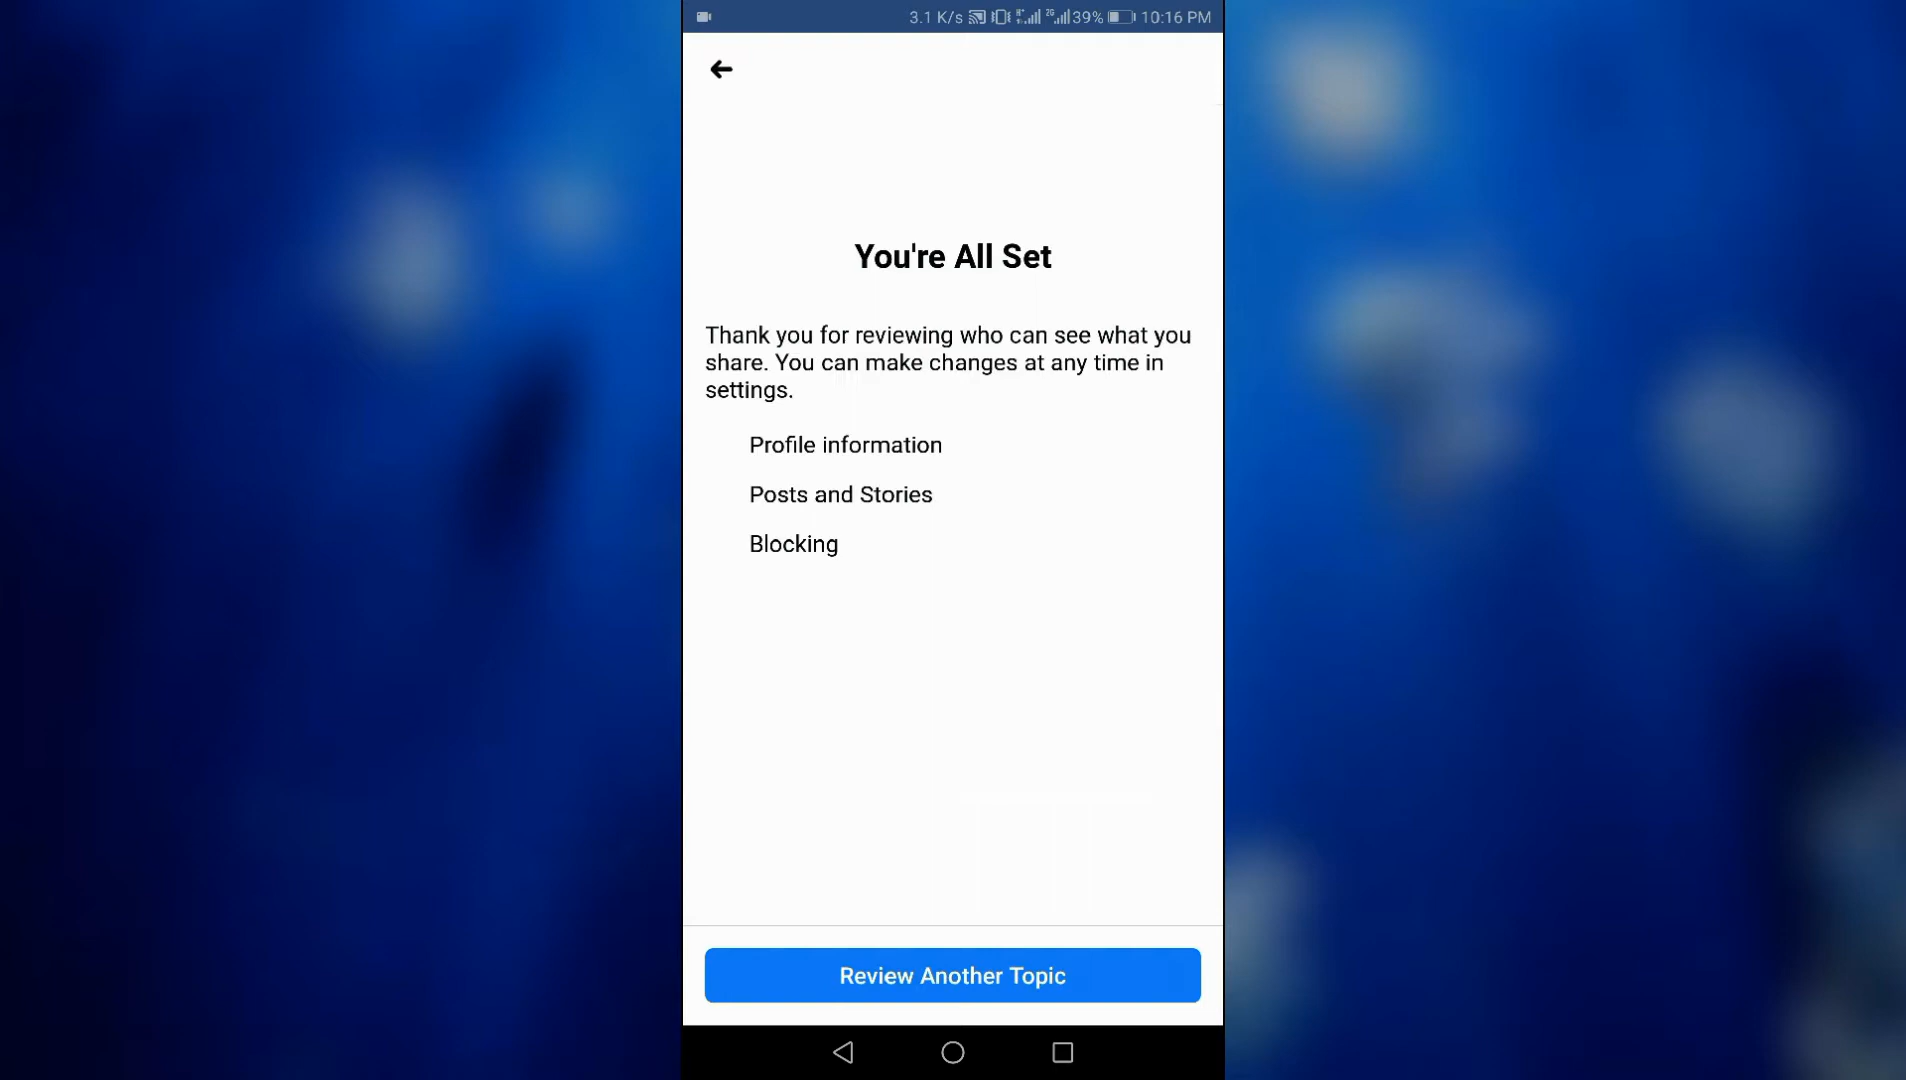 3.1 K/s 2G 39% 10:16 PM
You're All Set
Thank you for reviewing who can see what you
share. You can make changes at any time in
settings.
Profile information
Posts and Stories
Blocking
Review Another Topic